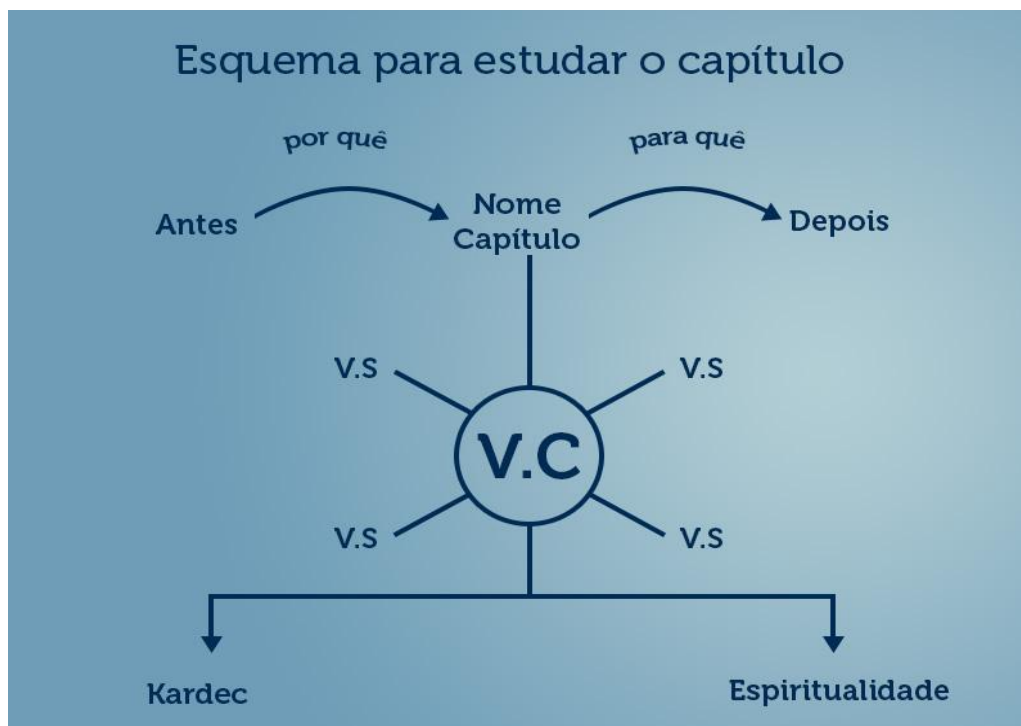 Esquema para estudar o capítulo
por quê
para quê
Antes
Nome
Capítulo
Depois
V.S
V.S
V.C
V.S
V.S
Kardec
Espiritualidade